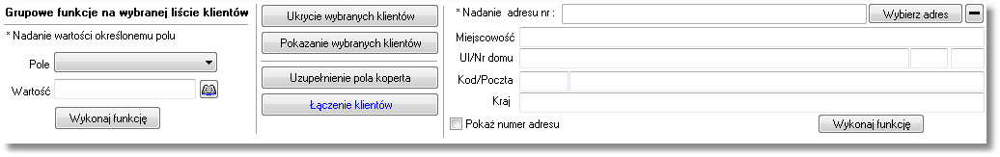 Grupowe funkcje na wybranej liście klientów
* Nadanie wartości określonemu polu
Pole
Wartość
Wykonaj funkcję
Ukrycie wybranych klientów
Pokazanie wybranych klientów
Uzupełnienie pola koperta
Łączenie klientów
* Nadanie adresu nr :
Wybierz adres
Miejscowość
Ul/Nr domu
Kod/Poczta
Kraj
Pokaż numer adresu
Wykonaj funkcję